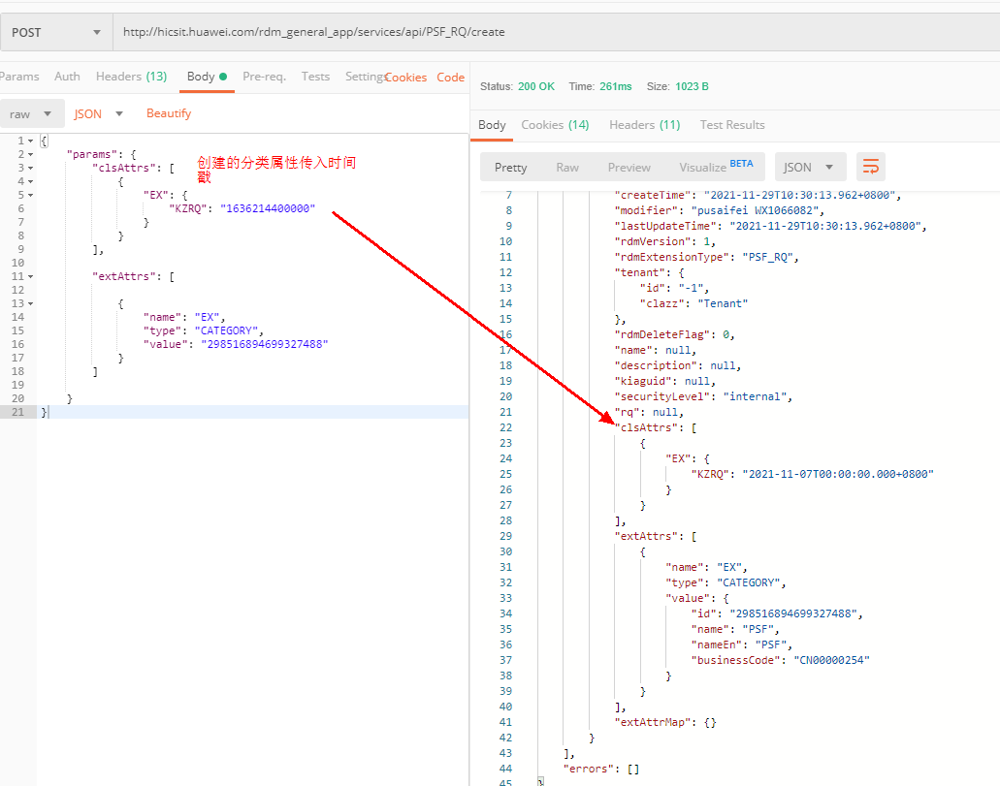 POST
http://hicsit.huawei.com/rdm_general_app/services/api/PSF_RQ/create
Params Auth Headers (13) Body Pre-req. Tests Settings Cookies Code
raw JSON Beautify
1 {
2 "params": {
3 "clsAttrs": [
4 {
5 "EX": {
6 "KZRQ": "1636214400000"
7 }
8 }
9 ],
10
11 "extAttrs": [
12
13 {
14 "name": "EX",
15 "type": "CATEGORY",
16 "value": "298516894699327488"
17 }
18 ]
19
20 }
21 }
创建的分类属性传入时间
戳
Status: 200 OK Time: 261ms Size: 1023 B
Body Cookies (14) Headers (11) Test Results
Pretty Raw Preview Visualize BETA JSON
7 "createTime": "2021-11-29T10:30:13.962+0800",
8 "modifier": "pusaifei WX1066082",
9 "lastUpdateTime": "2021-11-29T10:30:13.962+0800",
10 "rdmVersion": 1,
11 "rdmExtensionType": "PSF_RQ",
12 "tenant": {
13 "id": "-1",
14 "clazz": "Tenant"
15 },
16 "rdmDeleteFlag": 0,
17 "name": null,
18 "description": null,
19 "kiaguid": null,
20 "securityLevel": "internal",
21 "rq": null,
22 "clsAttrs": [
23 {
24 "EX": {
25 "KZRQ": "2021-11-07T00:00:00.000+0800"
26 }
27 }
28 ],
29 "extAttrs": [
30 {
31 "name": "EX",
32 "type": "CATEGORY",
33 "value": {
34 "id": "298516894699327488",
35 "name": "PSF",
36 "nameEn": "PSF",
37 "businessCode": "CN00000254"
38 }
39 }
40 ],
41 "extAttrMap": {}
42 }
43 ],
44 "errors": []
45 }